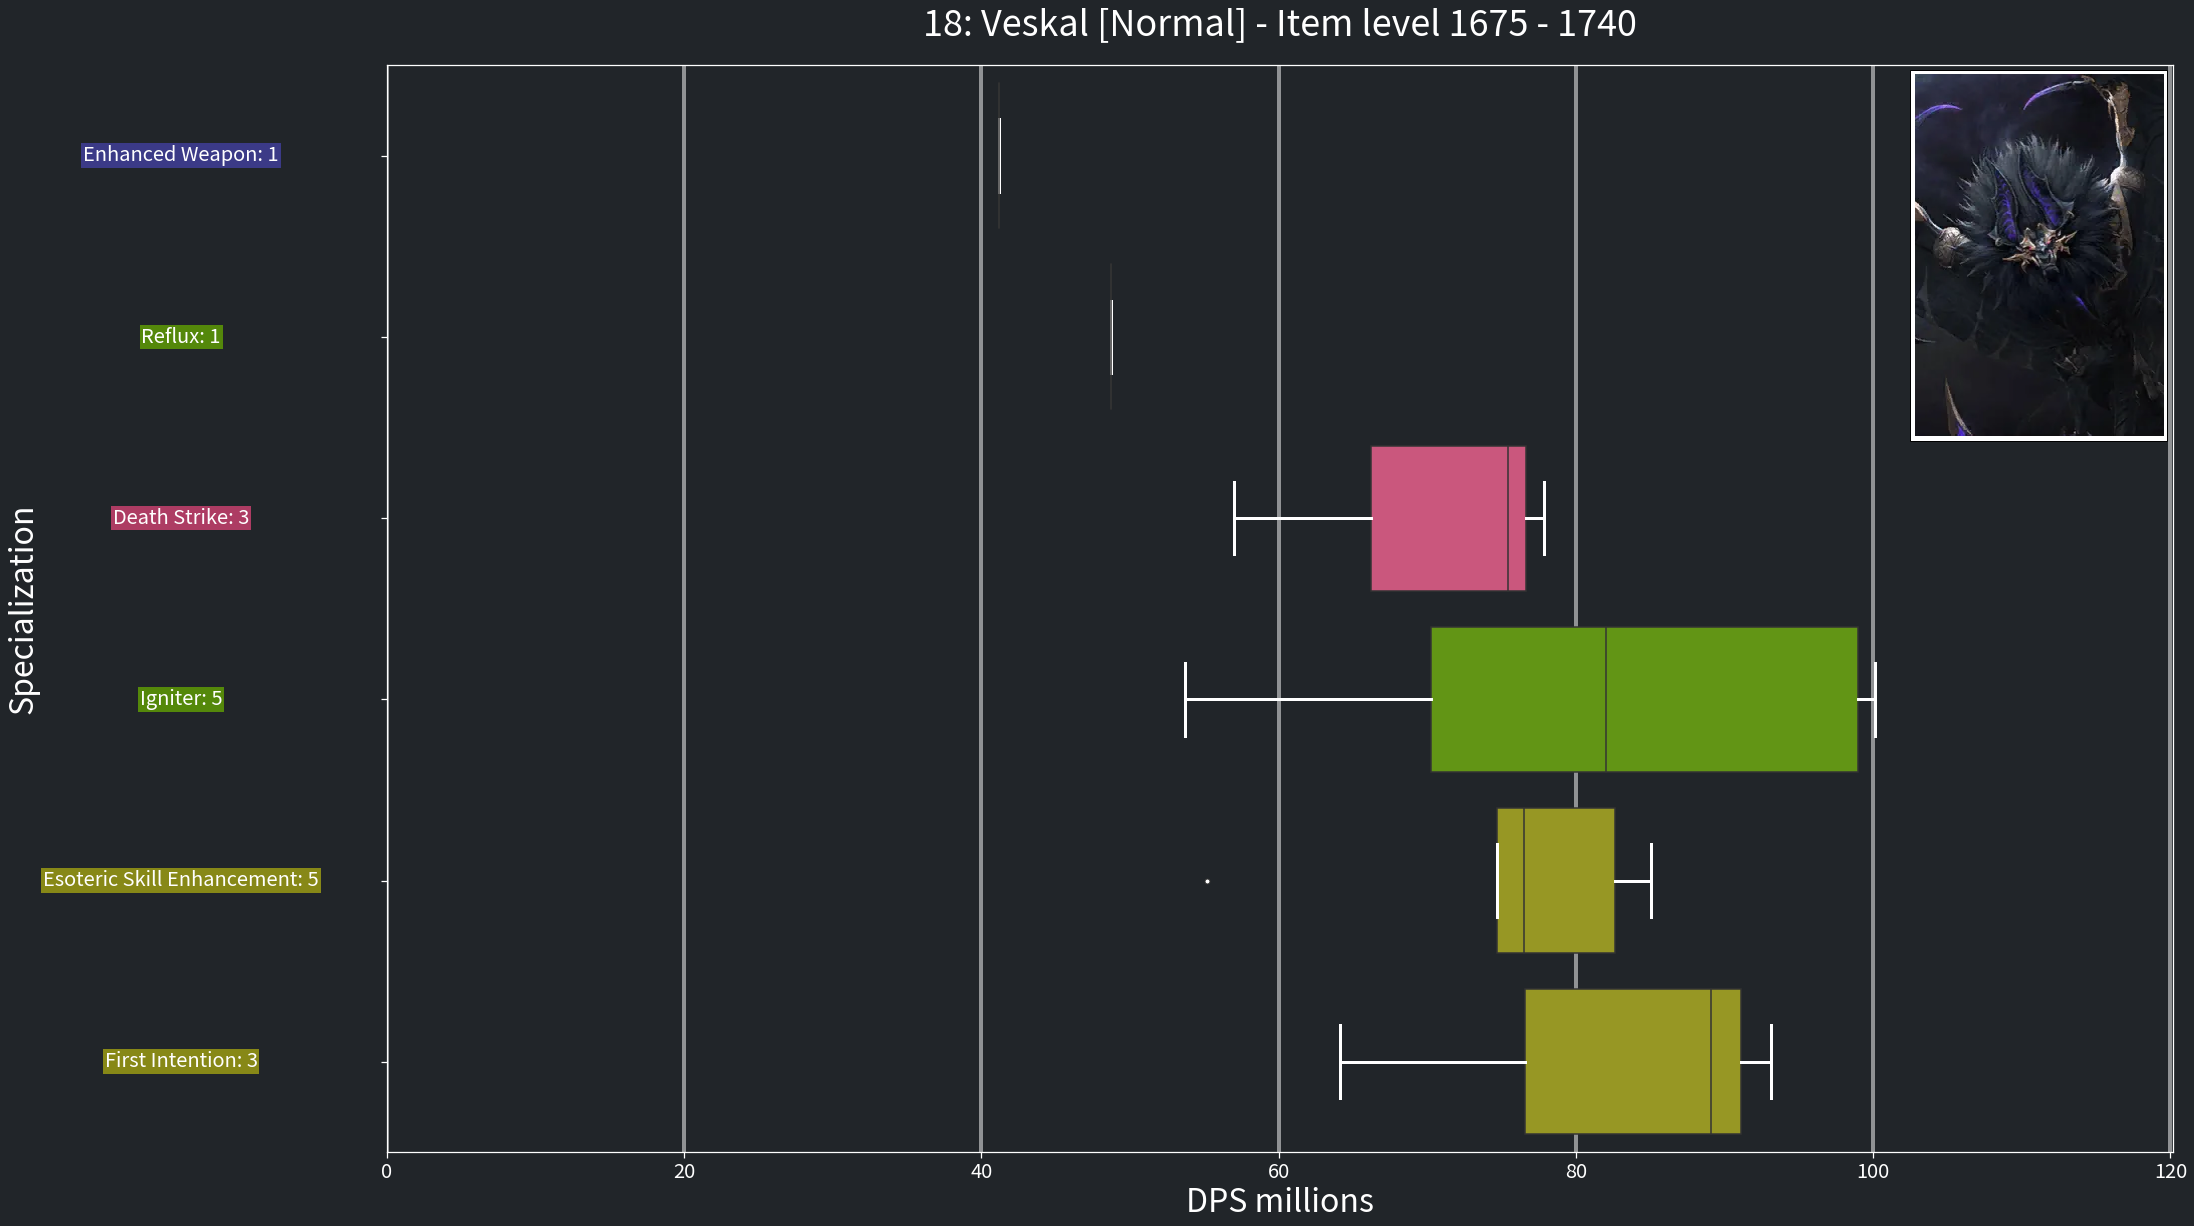 18: Veskal [Normal] - Item level 1675 - 1740
Specialization
Enhanced Weapon: 1
Reflux: 1
Death Strike: 3
Igniter: 5
Esoteric Skill Enhancement: 5
First Intention: 3
0 20 40 60 80 100 120
DPS millions